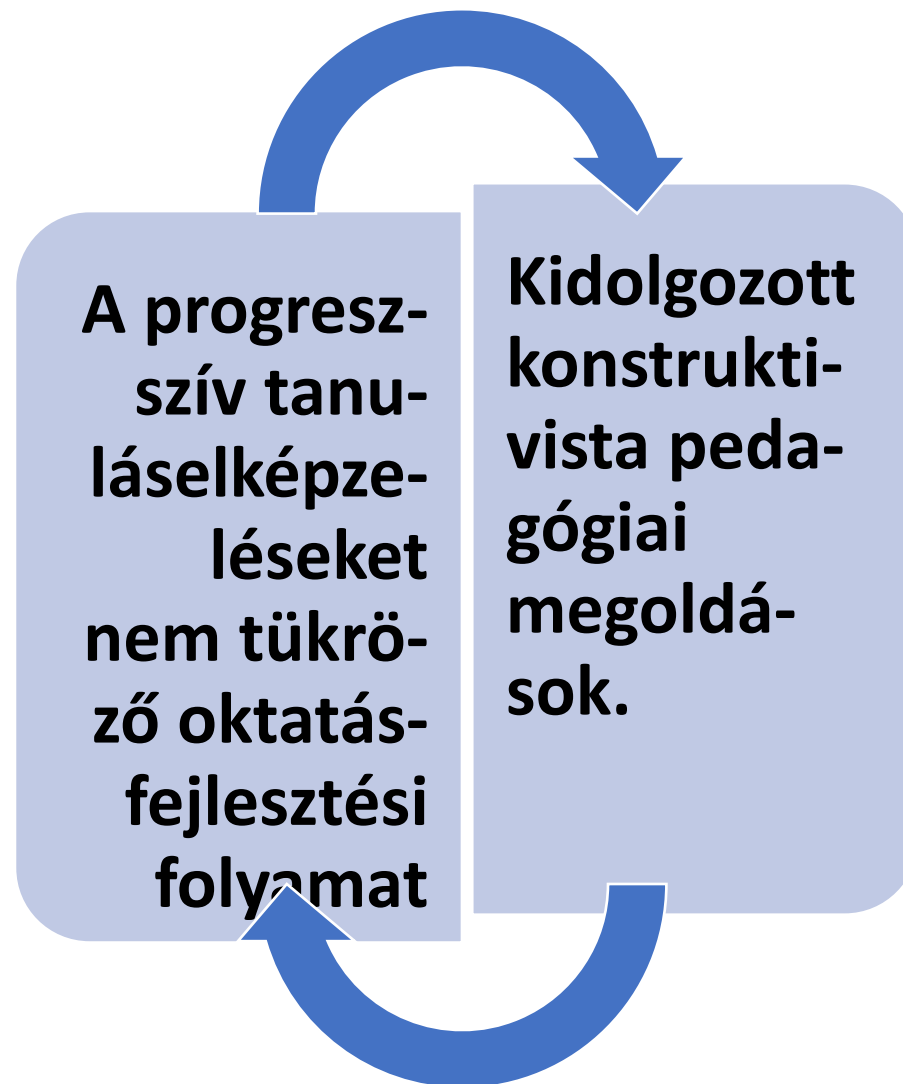 A progresz-
szív tanu-
láselképze-
léseket
nem tükrö-
ző oktatás-
fejlesztési
folyamat
Kidolgozott
konstrukti-
vista peda-
gógiai
megoldá-
sok.